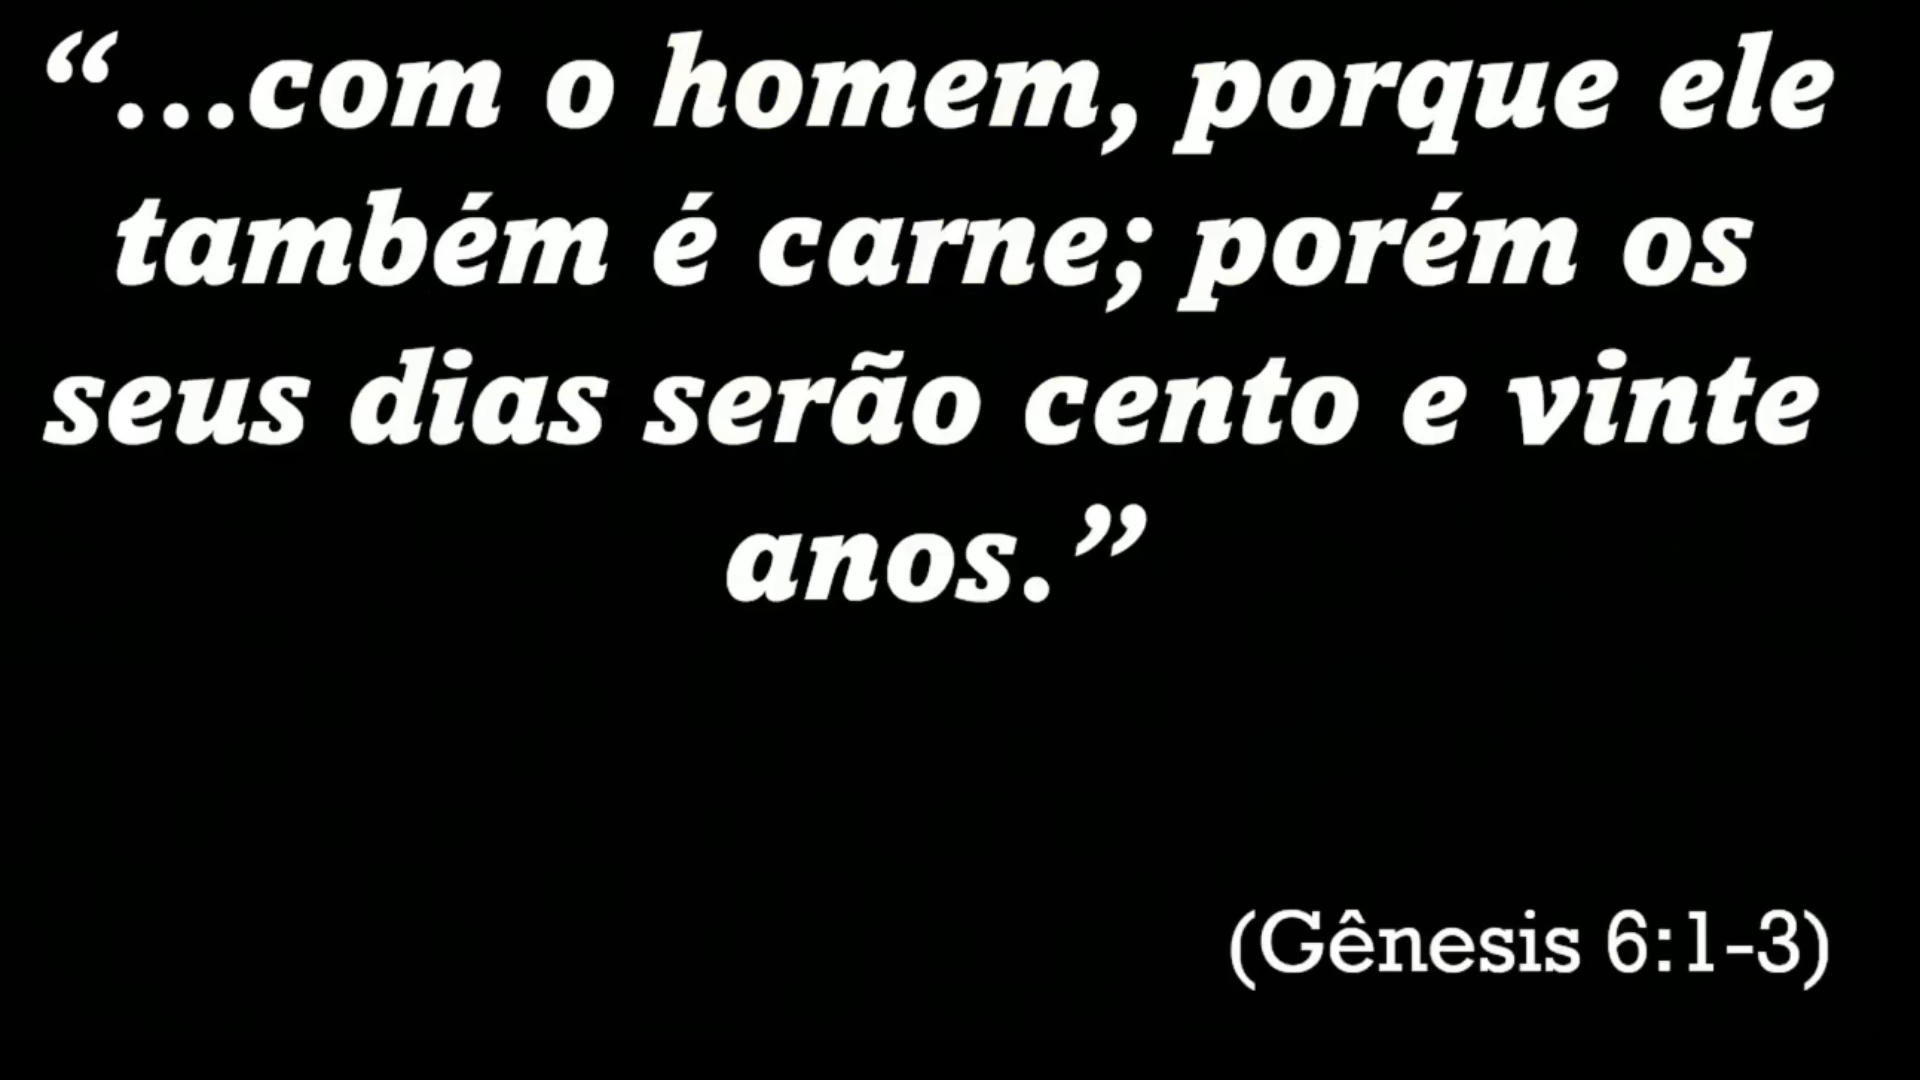 “...com o homem, porque ele
também é carne; porém os
seus dias serão cento e vinte
anos.”
(Gênesis 6:1-3)